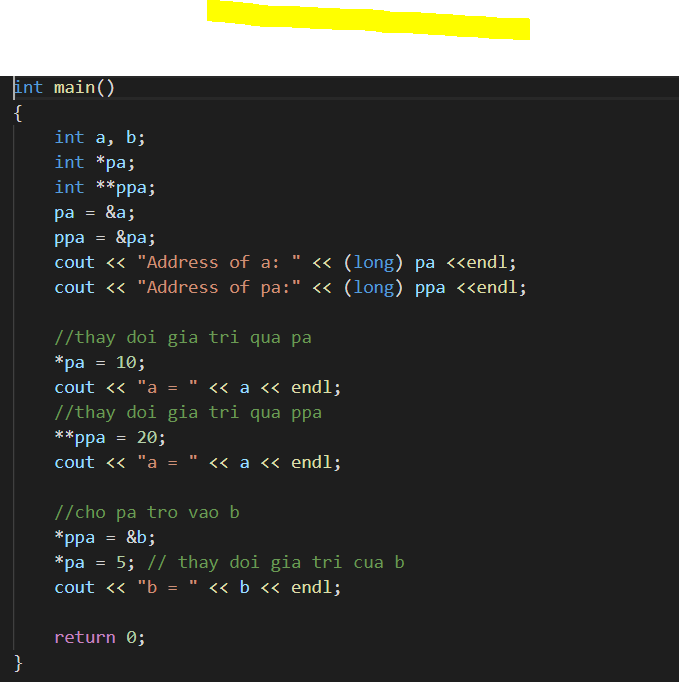 int main()
{
int a, b;
int *pa;
int **ppa;
pa = &a;
ppa = &pa;
cout << "Address of a: " << (long) pa <<endl;
cout << "Address of pa:" << (long) ppa <<endl;
//thay doi gia tri qua pa
*pa = 10;
cout << "a = " << a << endl;
//thay doi gia tri qua ppa
**ppa = 20;
cout << "a = " << a << endl;
//cho pa tro vao b
*ppa = &b;
*pa = 5; // thay doi gia tri cua b
cout << "b = " << b << endl;
return 0;
}